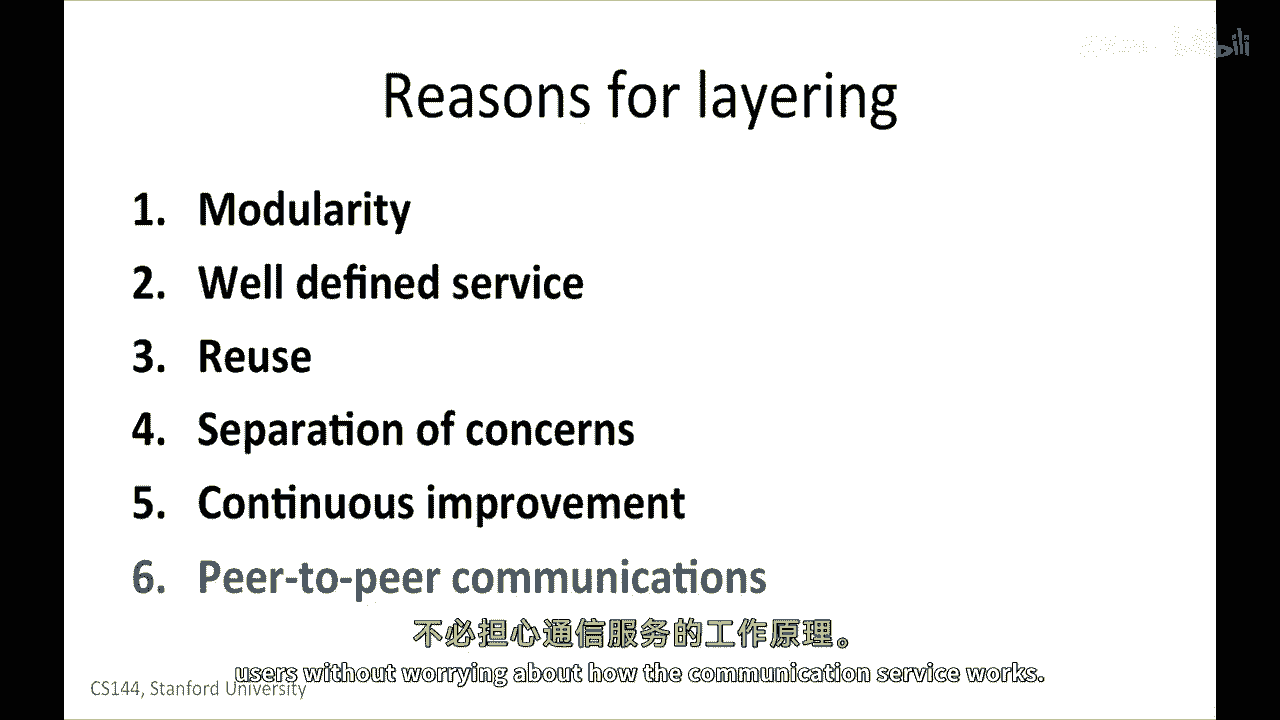 Reasons for layering
1. Modularity
2. Well defined service
3. Reuse
4. Separation of concerns
5. Continuous improvement
6. Peer-to-peer communications
不必担心通信服务的工作原理。
users without worrying about how the communication service works.
CS144, Stanford University